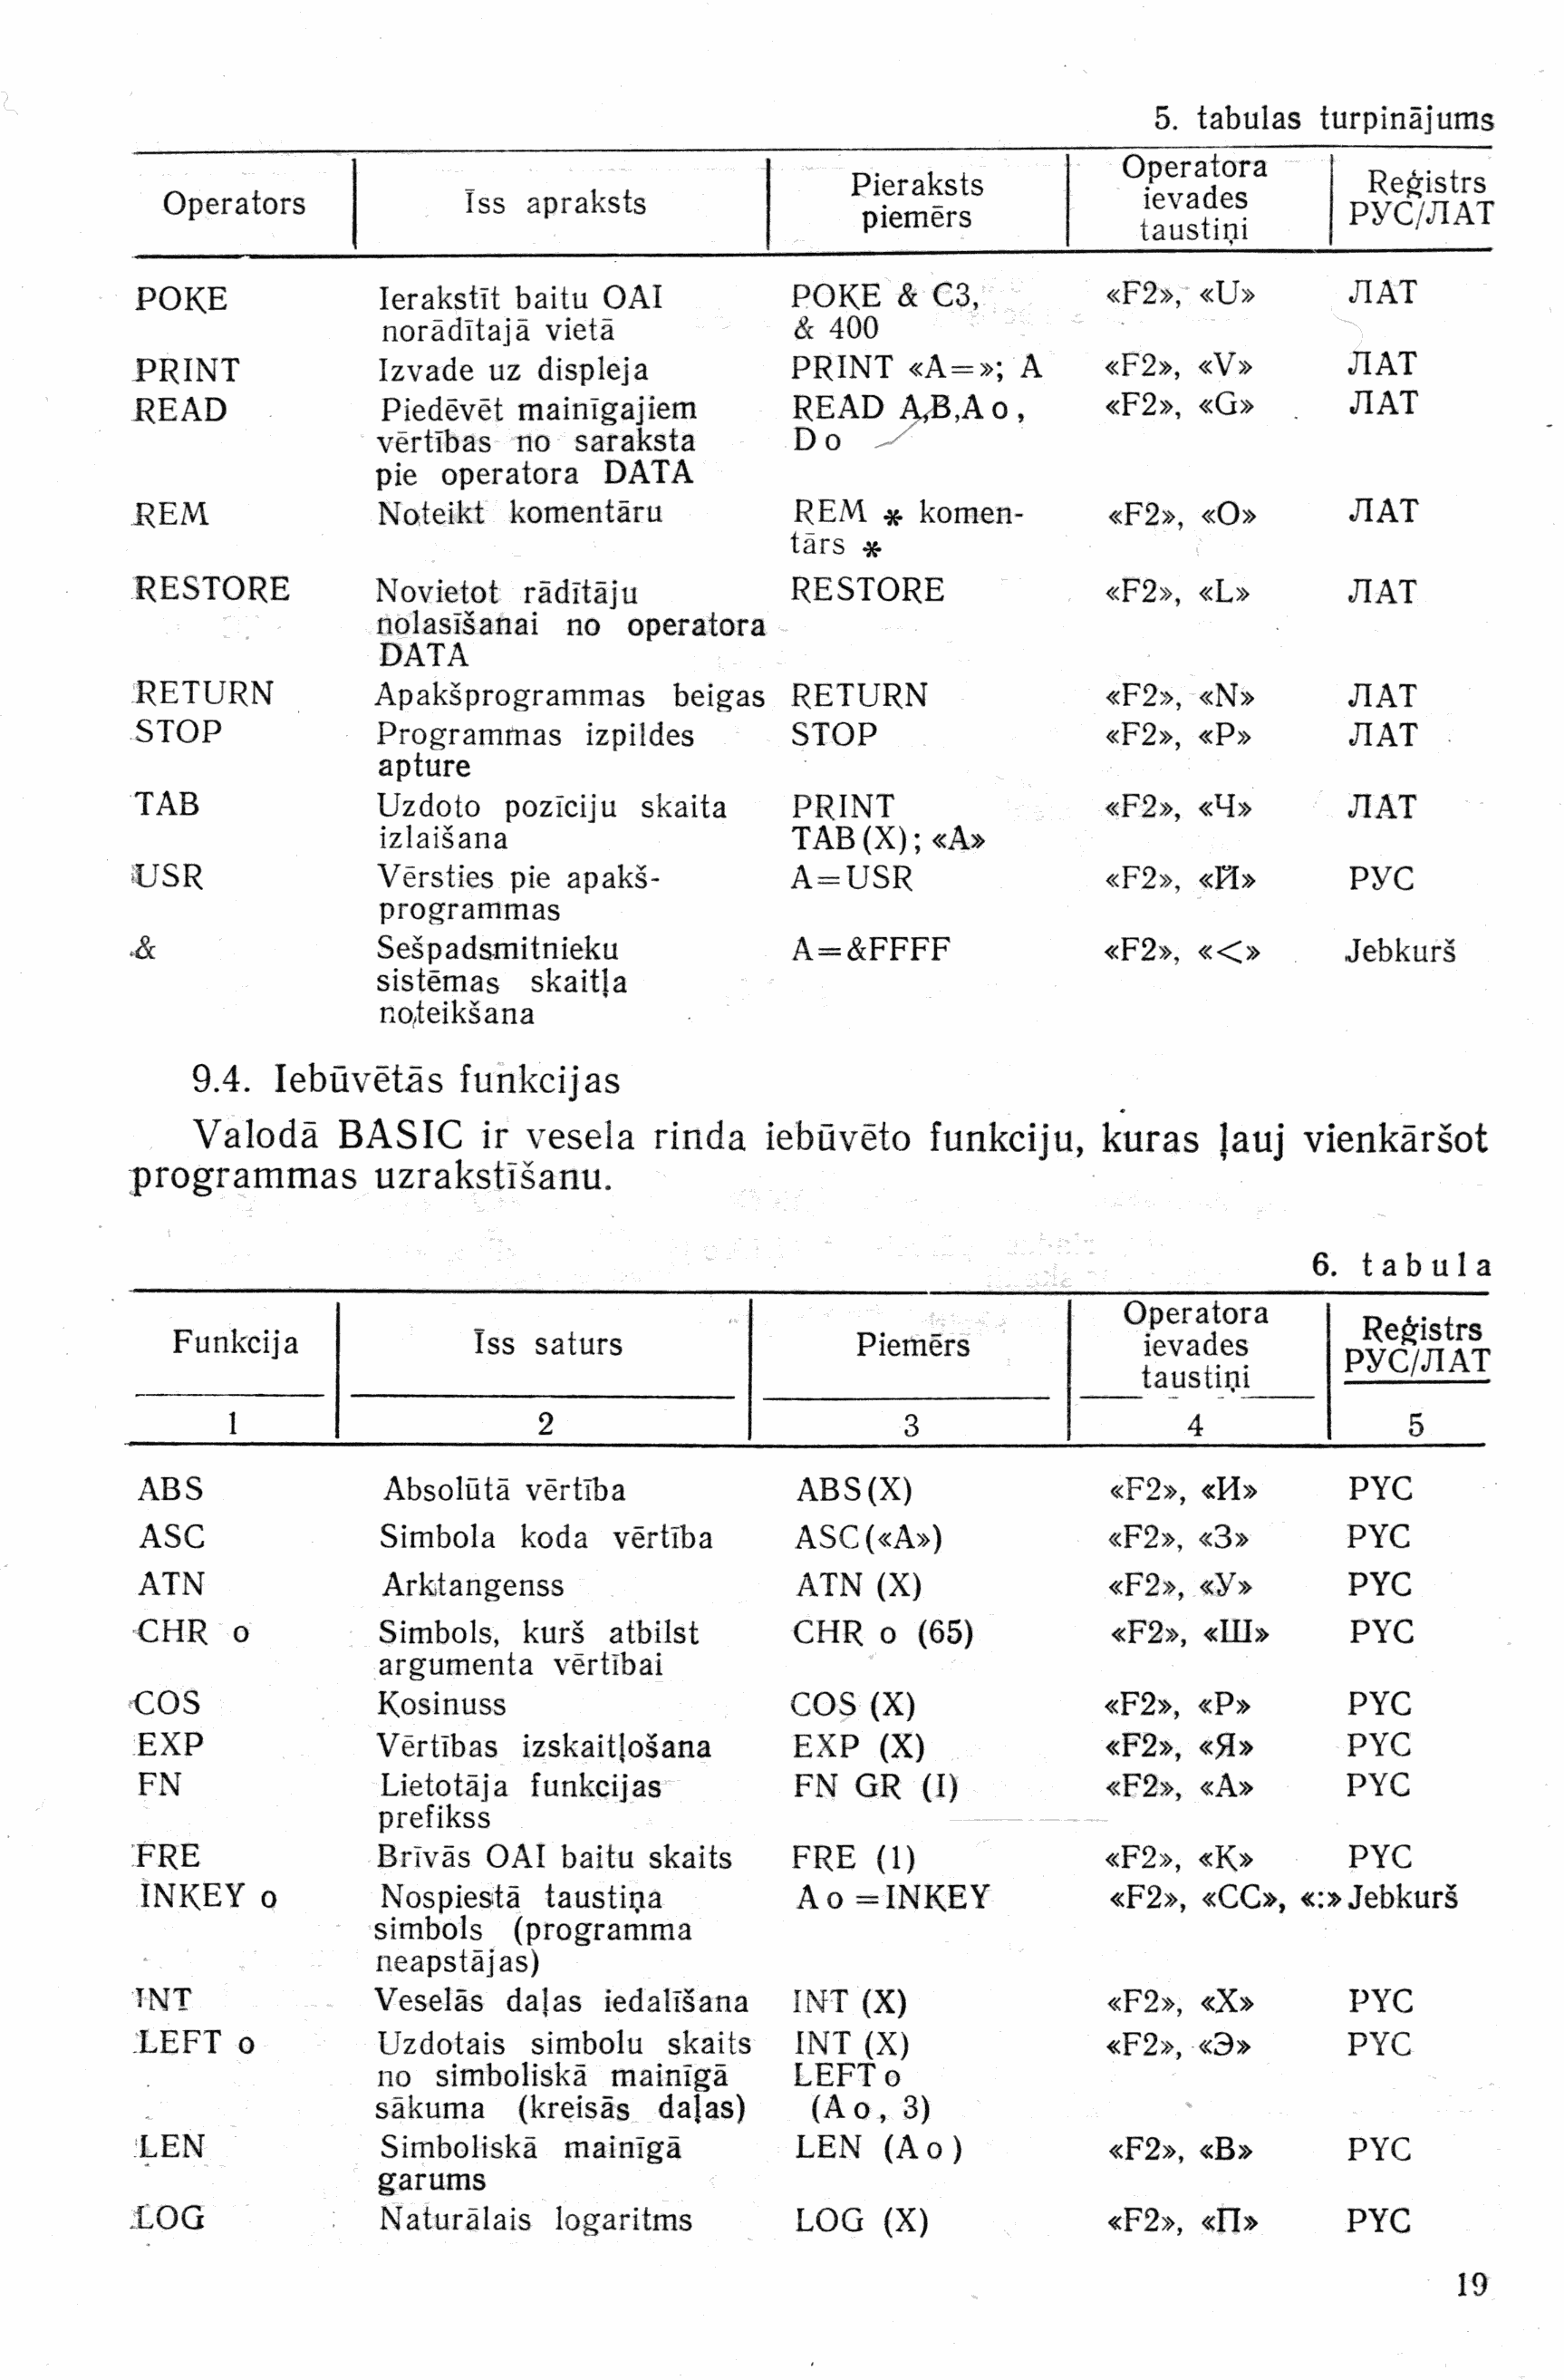 5. tabulas turpinājums
Operators Īss apraksts Pieraksts piemērs Operatora ievades taustiņi Reģistrs РУС/ЛАТ
POKE Ierakstīt baitu OAI POKE & C3, «F2», «U» ЛАТ
norādītajā vietā & 400
PRINT Izvade uz displeja PRINT «A=»; A «F2», «V» ЛАТ
READ Piedēvēt mainīgajiem READ A,B,A o, «F2», «G» ЛАТ
vērtības no saraksta D o
pie operatora DATA
REM Noteikt komentāru REM * komen- «F2», «O» ЛАТ
tārs *
RESTORE Novietot rādītāju RESTORE «F2», «L» ЛАТ
nolasīšanai no operatora
DATA
RETURN Apakšprogrammas beigas RETURN «F2», «N» ЛАТ
STOP Programmas izpildes STOP «F2», «P» ЛАТ
apture
TAB Uzdoto pozīciju skaita PRINT «F2», «Ч» ЛАТ
izlaišana TAB(X); «A»
USR Vērsties pie apakš- A=USR «F2», «Й» РУС
programmas
& Sešpadsmitnieku A=&FFFF «F2», «<» Jebkurš
sistēmas skaitļa
noteikšana
9.4. Iebūvētās funkcijas
Valodā BASIC ir vesela rinda iebūvēto funkciju, kuras ļauj vienkāršot
programmas uzrakstīšanu.
6. tabula
Funkcija Īss saturs Piemērs Operatora ievades taustiņi Reģistrs РУС/ЛАТ
1 2 3 4 5
ABS Absolūtā vērtība ABS(X) «F2», «И» РУС
ASC Simbola koda vērtība ASC(«A») «F2», «З» РУС
ATN Arktangenss ATN (X) «F2», «У» РУС
CHR o Simbols, kurš atbilst CHR o (65) «F2», «Ш» РУС
argumenta vērtībai
COS Kosinuss COS (X) «F2», «Р» РУС
EXP Vērtības izskaitļošana EXP (X) «F2», «Я» РУС
FN Lietotāja funkcijas FN GR (I) «F2», «А» РУС
prefikss
FRE Brīvās OAI baitu skaits FRE (1) «F2», «К» РУС
INKEY o Nospiestā taustiņa A o =INKEY «F2», «CC», «:» Jebkurš
simbols (programma
neapstājas)
INT Veselās daļas iedalīšana INT (X) «F2», «Х» РУС
LEFT o Uzdotais simbolu skaits INT (X) «F2», «Э» РУС
no simboliskā mainīgā LEFT o
sākuma (kreisās daļas) (A o, 3)
LEN Simboliskā mainīgā LEN (A o) «F2», «В» РУС
garums
LOG Naturālais logaritms LOG (X) «F2», «П» РУС
19